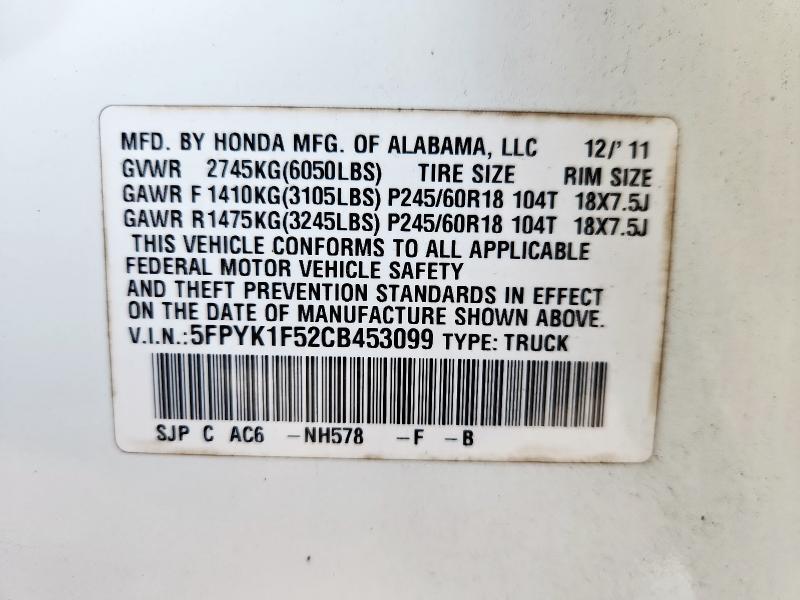 MFD. BY HONDA MFG. OF ALABAMA, LLC 12/'11
GVWR 2745KG(6050LBS) TIRE SIZE RIM SIZE
GAWR F 1410KG(3105LBS) P245/60R18 104T 18X7.5J
GAWR R1475KG(3245LBS) P245/60R18 104T 18X7.5J
THIS VEHICLE CONFORMS TO ALL APPLICABLE
FEDERAL MOTOR VEHICLE SAFETY
AND THEFT PREVENTION STANDARDS IN EFFECT
ON THE DATE OF MANUFACTURE SHOWN ABOVE.
V.I.N.:5FPYK1F52CB453099 TYPE: TRUCK
SJP C AC6 -NH578 -F -B